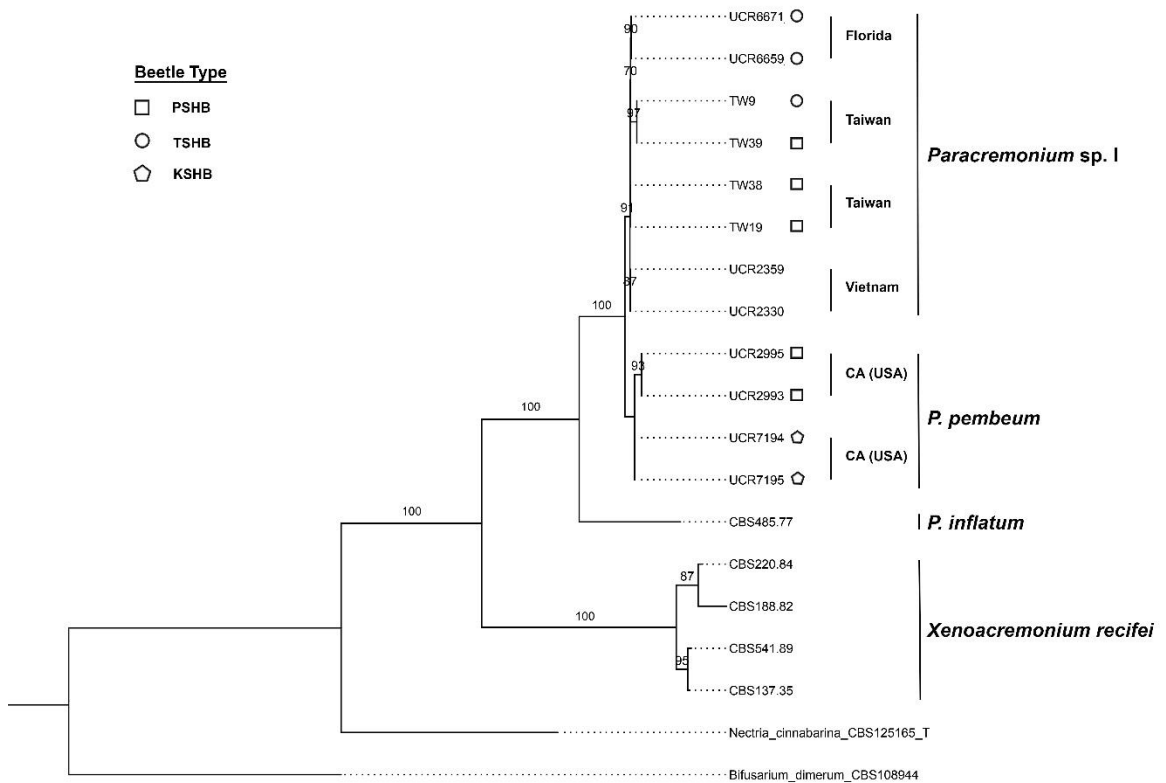 Beetle Type
PSHB
TSHB
KSHB
90
70
97
91
87
100
93
100
100
87
100
95
UCR6671
UCR6659
Florida
TW9
TW39
Taiwan
TW38
TW19
Taiwan
UCR2359
UCR2330
Vietnam
Paracremonium sp. I
UCR2995
UCR2993
CA (USA)
UCR7194
UCR7195
CA (USA)
P. pembeum
CBS485.77
P. inflatum
CBS220.84
CBS188.82
CBS541.89
CBS137.35
Xenoacremonium recifei
Nectria_cinnabarina_CBS125165_T
Bifusarium_dimerum_CBS108944